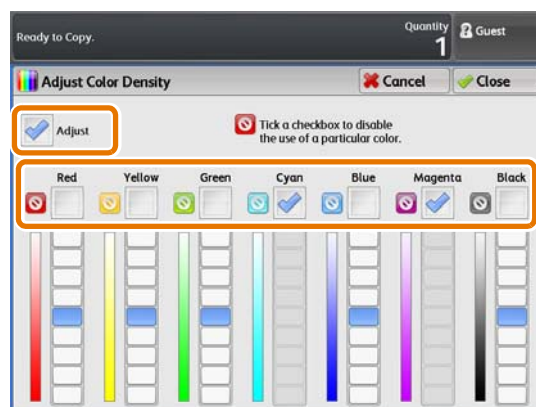 Ready to Copy.
Quantity
1
Guest
Adjust Color Density
Cancel
Close
Adjust
Tick a checkbox to disable
the use of a particular color.
Red Yellow Green Cyan Blue Magenta Black